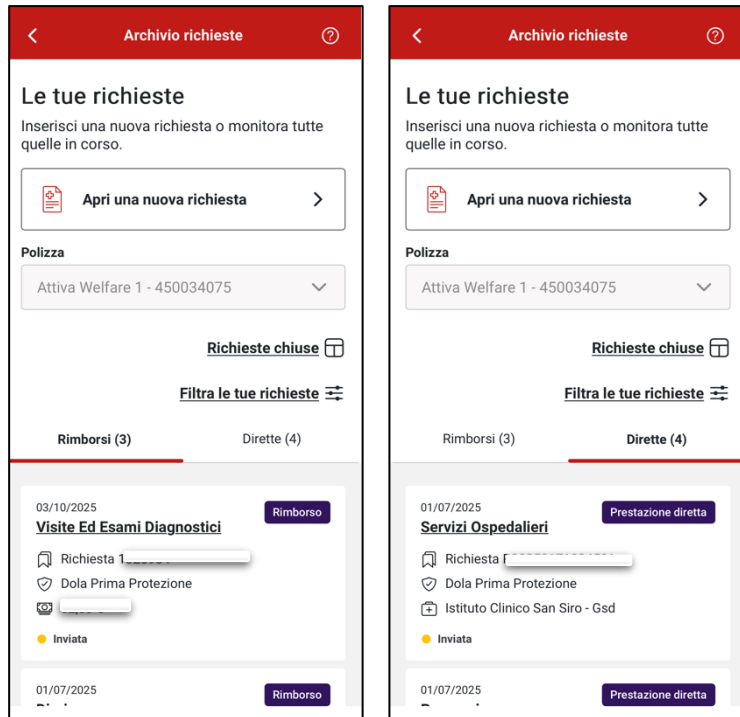 Archivio richieste
Le tue richieste
Inserisci una nuova richiesta o monitora tutte
quelle in corso.
Apri una nuova richiesta
Polizza
Attiva Welfare 1 - 450034075
Richieste chiuse
Filtra le tue richieste
Rimborsi (3)
Dirette (4)
03/10/2025
Rimborso
Visite Ed Esami Diagnostici
Richiesta
Dola Prima Protezione
Inviata
01/07/2025
Rimborso
Archivio richieste
Le tue richieste
Inserisci una nuova richiesta o monitora tutte
quelle in corso.
Apri una nuova richiesta
Polizza
Attiva Welfare 1 - 450034075
Richieste chiuse
Filtra le tue richieste
Rimborsi (3)
Dirette (4)
01/07/2025
Prestazione diretta
Servizi Ospedalieri
Richiesta
Dola Prima Protezione
Istituto Clinico San Siro - Gsd
Inviata
01/07/2025
Prestazione diretta